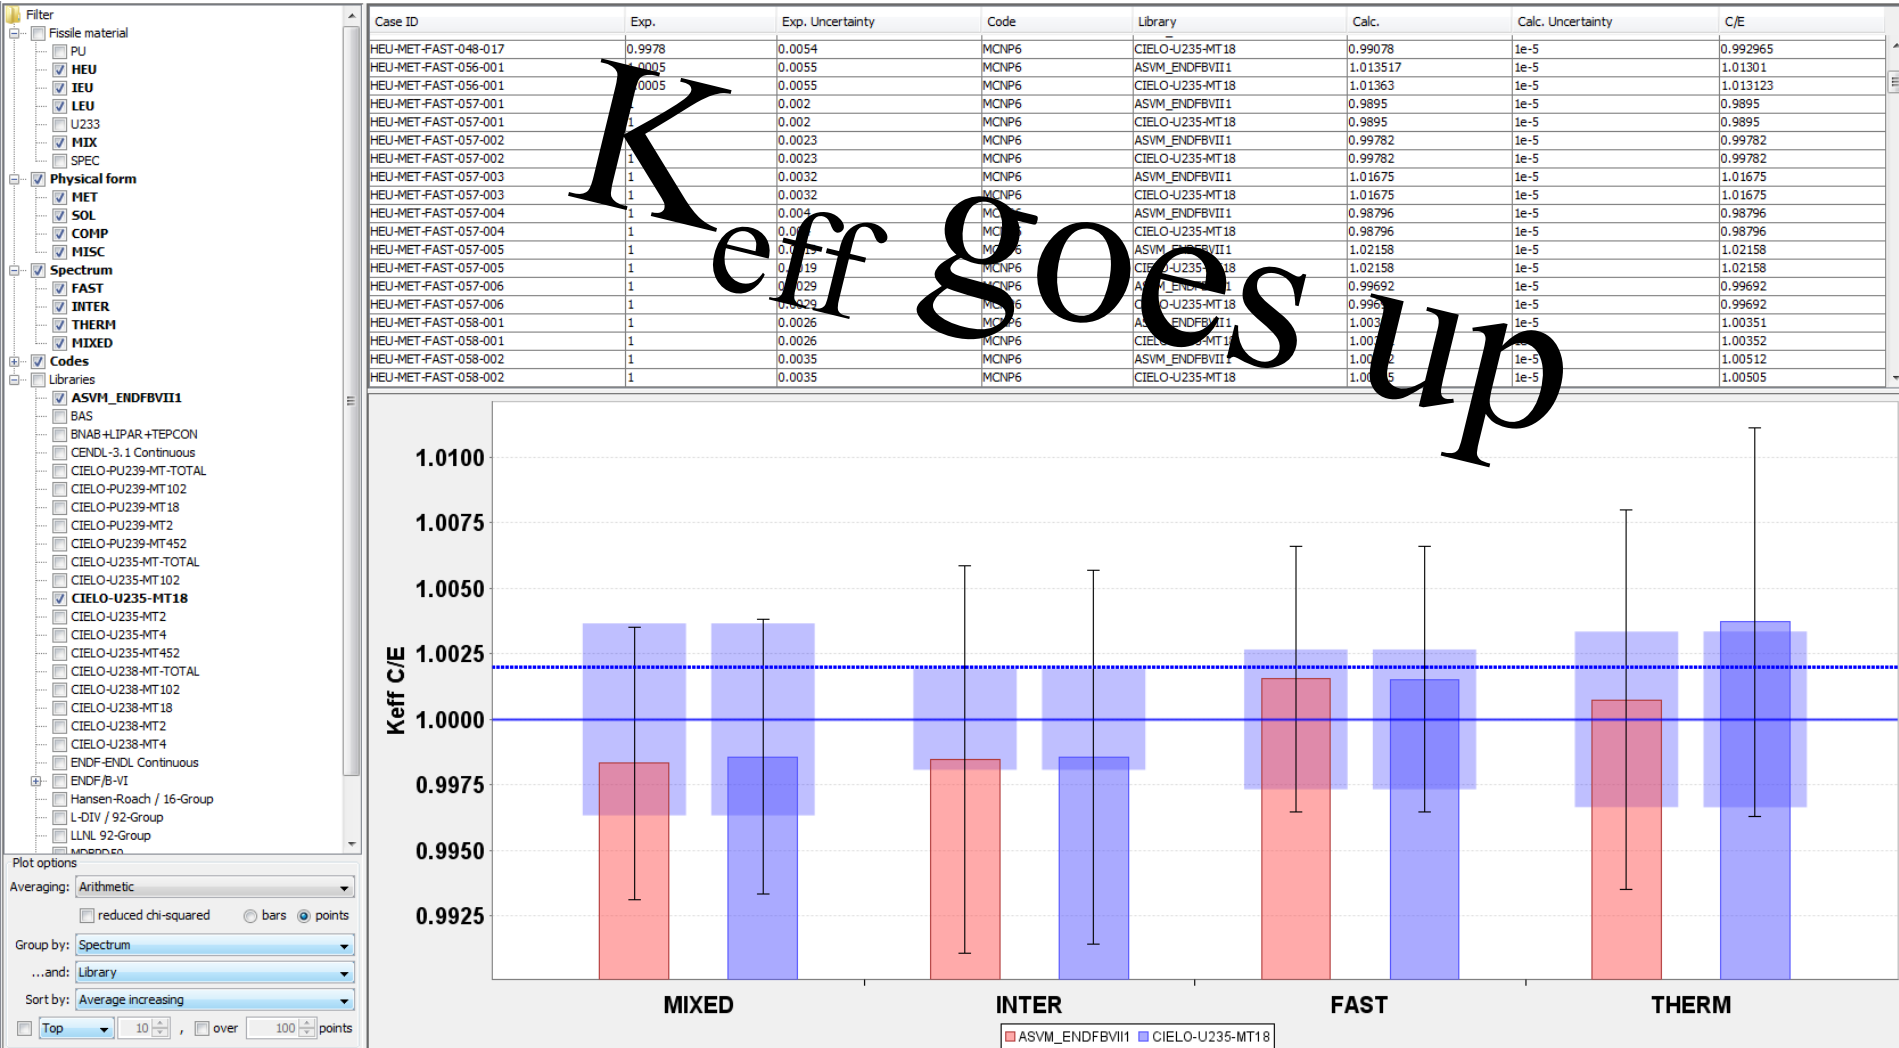 Filter
Fissile material
PU
HEU
IEU
LEU
U233
MIX
SPEC
Physical form
MET
SOL
COMP
MISC
Spectrum
FAST
INTER
THERM
MIXED
Codes
Libraries
ASVM_ENDFBVII1
BAS
BNAB+LIPAR+TEPCON
CENDL-3.1 Continuous
CIELO-PU239-MT-TOTAL
CIELO-PU239-MT102
CIELO-PU239-MT18
CIELO-PU239-MT2
CIELO-PU239-MT452
CIELO-U235-MT-TOTAL
CIELO-U235-MT102
CIELO-U235-MT18
CIELO-U235-MT2
CIELO-U235-MT4
CIELO-U235-MT452
CIELO-U238-MT-TOTAL
CIELO-U238-MT102
CIELO-U238-MT18
CIELO-U238-MT2
CIELO-U238-MT4
ENDF-ENDL Continuous
ENDF/B-VI
Hansen-Roach / 16-Group
L-DIV / 92-Group
LLNL 92-Group
Plot options
Averaging: Arithmetic
reduced chi-squared bars points
Group by: Spectrum
...and: Library
Sort by: Average increasing
Top 10 , over 100 points
Case ID Exp. Exp. Uncertainty Code Library Calc. Calc. Uncertainty C/E
HEU-MET-FAST-048-017 0.9978 0.0054 MCNP6 CIELO-U235-MT18 0.99078 1e-5 0.992965
HEU-MET-FAST-056-001 1.0005 0.0055 MCNP6 ASVM_ENDFBVII1 1.013517 1e-5 1.01301
HEU-MET-FAST-056-001 0.0055 MCNP6 CIELO-U235-MT18 1.01363 1e-5 1.013123
HEU-MET-FAST-057-001 0.002 MCNP6 ASVM_ENDFBVII1 0.9895 1e-5 0.9895
HEU-MET-FAST-057-001 1 0.002 MCNP6 CIELO-U235-MT18 0.9895 1e-5 0.9895
HEU-MET-FAST-057-002 0.0023 MCNP6 ASVM_ENDFBVII1 0.99782 1e-5 0.99782
HEU-MET-FAST-057-002 1 0.0023 MCNP6 CIELO-U235-MT18 0.99782 1e-5 0.99782
HEU-MET-FAST-057-003 1 0.0032 MCNP6 ASVM_ENDFBVII1 1.01675 1e-5 1.01675
HEU-MET-FAST-057-003 1 0.0032 MCNP6 CIELO-U235-MT18 1.01675 1e-5 1.01675
HEU-MET-FAST-057-004 1 0.004 ASVM_ENDFBVII1 0.98796 1e-5 0.98796
HEU-MET-FAST-057-004 1 CIELO-U235-MT18 0.98796 1e-5 0.98796
HEU-MET-FAST-057-005 1 MCNP6 ASVM_ENDFBVII1 1.02158 1e-5 1.02158
HEU-MET-FAST-057-005 1 MCNP6 1.02158 1e-5 1.02158
HEU-MET-FAST-057-006 1 MCNP6 0.99692 1e-5 0.99692
HEU-MET-FAST-057-006 1 0.0029 MCNP6 1e-5 0.99692
HEU-MET-FAST-058-001 1 0.0026 MCNP6 1e-5 1.00351
HEU-MET-FAST-058-001 1 0.0026 MCNP6 1.00352
HEU-MET-FAST-058-002 1 0.0035 MCNP6 ASVM_ENDFBVII1 1e-5 1.00512
HEU-MET-FAST-058-002 1 0.0035 MCNP6 CIELO-U235-MT18 1e-5 1.00505
Keff goes up
Keff C/E
1.0100
1.0075
1.0050
1.0025
1.0000
0.9975
0.9950
0.9925
MIXED INTER FAST THERM
ASVM_ENDFBVII1 CIELO-U235-MT18